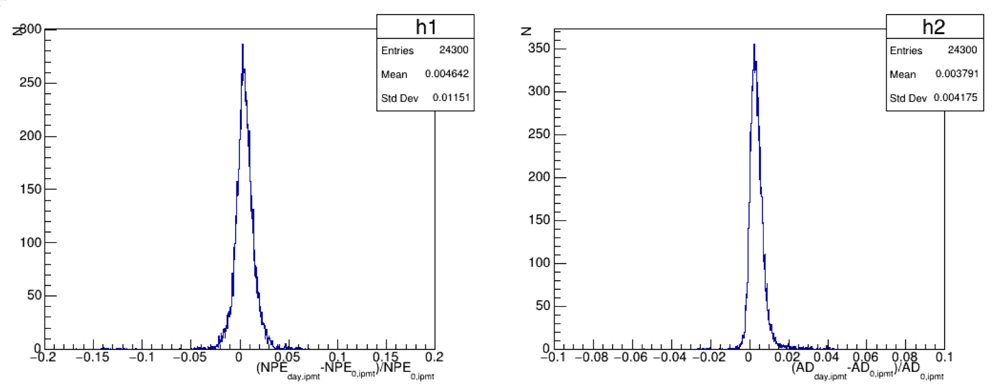 h1
Entries 24300
Mean 0.004642
Std Dev 0.01151
N
300
250
200
150
100
50
0
−0.2 −0.15 −0.1 −0.05 0 0.05 0.1 0.15 0.2
(NPE day,ipmt-NPE 0,ipmt)/NPE 0,ipmt
h2
Entries 24300
Mean 0.003791
Std Dev 0.004175
N
350
300
250
200
150
100
50
0
−0.1 −0.08 −0.06 −0.04 −0.02 0 0.02 0.04 0.06 0.08 0.1
(AD day,ipmt-AD 0,ipmt)/AD 0,ipmt